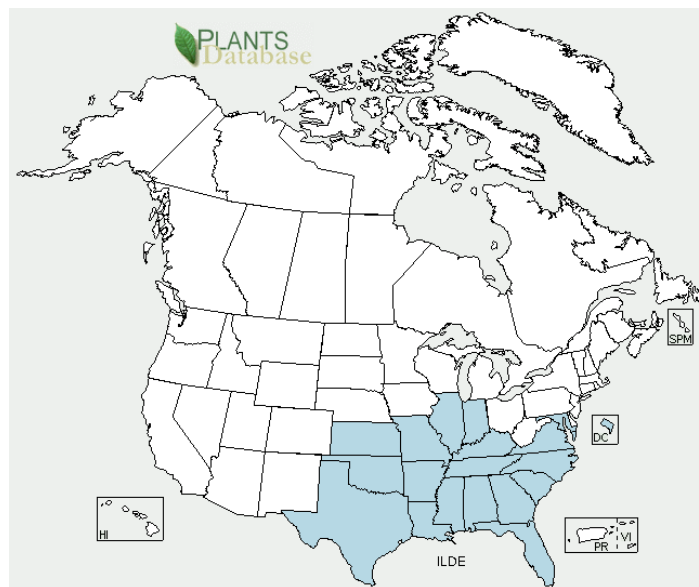 PLANTS
Database
SPM
DC
HI
PR
VI
ILDE